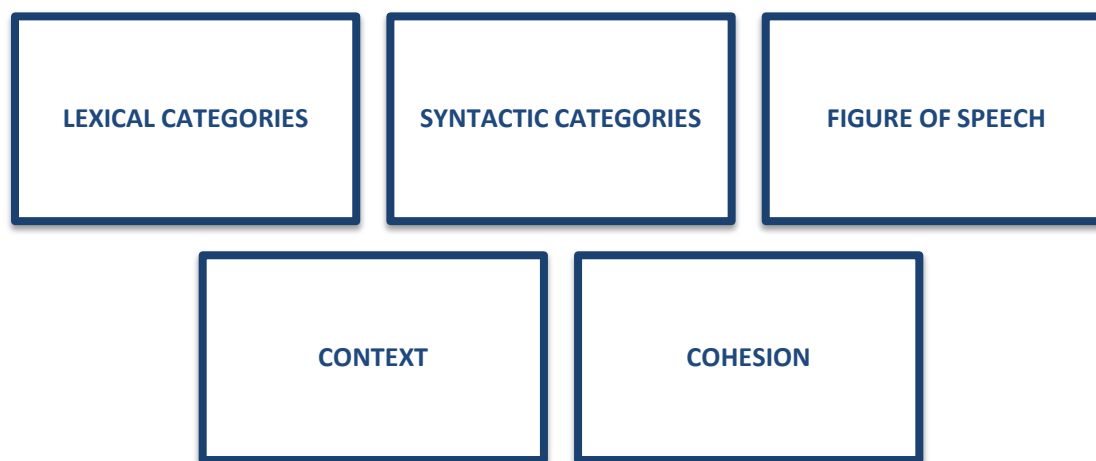 LEXICAL CATEGORIES
SYNTACTIC CATEGORIES
FIGURE OF SPEECH
CONTEXT
COHESION